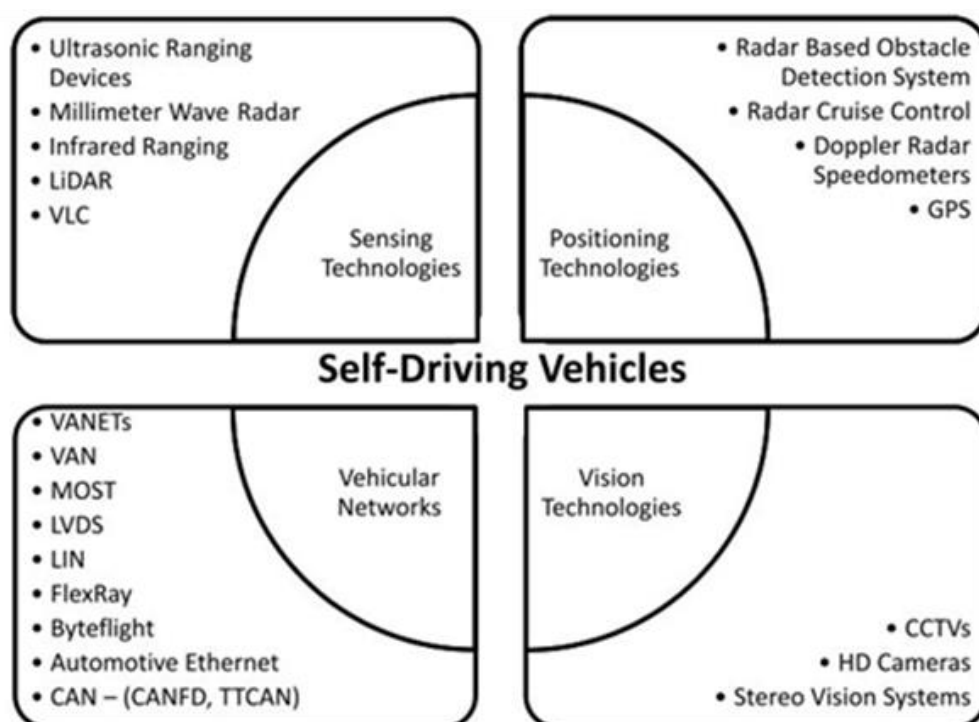 • Ultrasonic Ranging
Devices
• Millimeter Wave Radar
• Infrared Ranging
• LiDAR
• VLC
Sensing
Technologies
• Radar Based Obstacle
Detection System
• Radar Cruise Control
• Doppler Radar
Speedometers
• GPS
Positioning
Technologies
Self-Driving Vehicles
• VANETs
• VAN
• MOST
• LVDS
• LIN
• FlexRay
• Byteflight
• Automotive Ethernet
• CAN – (CANFD, TTCAN)
Vehicular
Networks
Vision
Technologies
• CCTVs
• HD Cameras
• Stereo Vision Systems